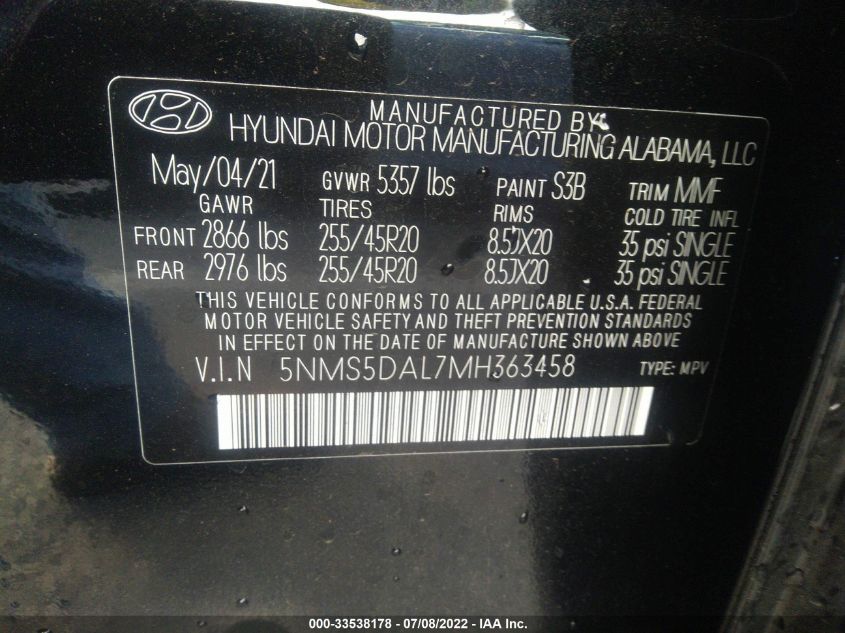 MANUFACTURED BY
HYUNDAI MOTOR MANUFACTURING ALABAMA, LLC
May/04/21 GVWR 5357 lbs PAINT S3B TRIM MMF
GAWR TIRES RIMS COLD TIRE INFL
FRONT 2866 lbs 255/45R20 8.5JX20 35 psi SINGLE
REAR 2976 lbs 255/45R20 8.5JX20 35 psi SINGLE
THIS VEHICLE CONFORMS TO ALL APPLICABLE U.S.A. FEDERAL
MOTOR VEHICLE SAFETY AND THEFT PREVENTION STANDARDS
IN EFFECT ON THE DATE OF MANUFACTURE SHOWN ABOVE
V.I.N 5NMS5DAL7MH363458 TYPE: MPV
000-33538178 - 07/08/2022 - IAA Inc.